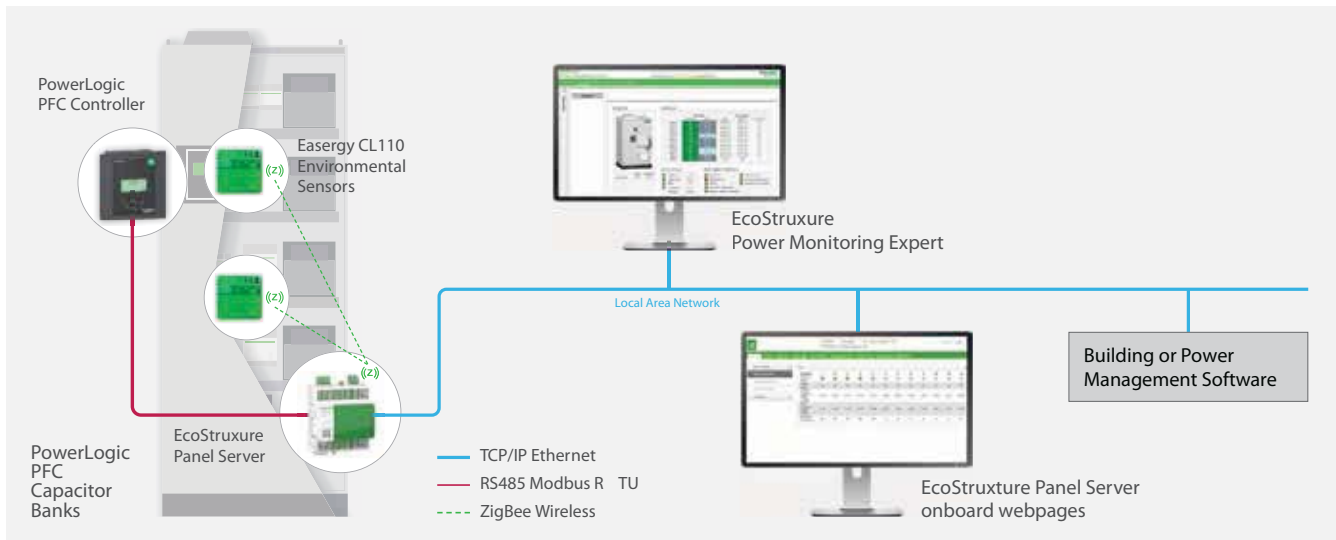 PowerLogic
PFC Controller
Easergy CL110
Environmental
Sensors
((z))
((z))
((z))
EcoStruxure
Power Monitoring Expert
Local Area Network
Building or Power
Management Software
EcoStruxure
Panel Server
PowerLogic
PFC
Capacitor
Banks
TCP/IP Ethernet
RS485 Modbus R TU
ZigBee Wireless
EcoStruxture Panel Server
onboard webpages